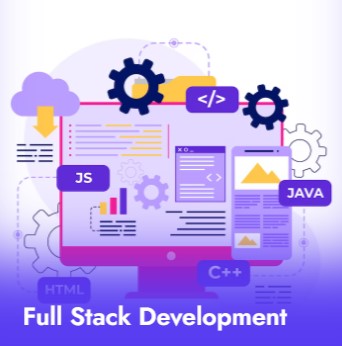 </>
JS
JAVA
C++
HTML
Full Stack Development